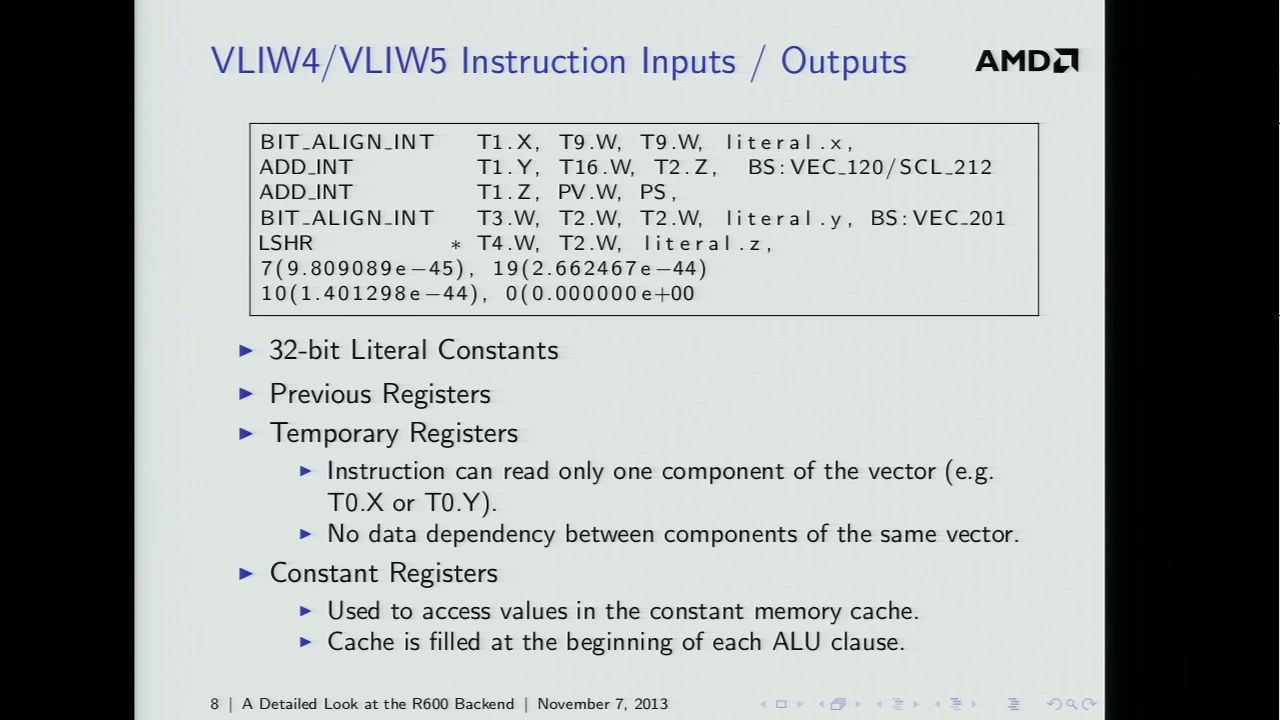 VLIW4/VLIW5 Instruction Inputs / Outputs
AMD
BIT_ALIGN_INT T1.X, T9.W, T9.W, literal.x,
ADD_INT T1.Y, T16.W, T2.Z, BS:VEC_120/SCL_212
ADD_INT T1.Z, PV.W, PS,
BIT_ALIGN_INT T3.W, T2.W, T2.W, literal.y, BS:VEC_201
LSHR * T4.W, T2.W, literal.z,
7(9.809089e−45), 19(2.662467e−44)
10(1.401298e−44), 0(0.000000e+00
32-bit Literal Constants
Previous Registers
Temporary Registers
Instruction can read only one component of the vector (e.g.
T0.X or T0.Y).
No data dependency between components of the same vector.
Constant Registers
Used to access values in the constant memory cache.
Cache is filled at the beginning of each ALU clause.
8 | A Detailed Look at the R600 Backend | November 7, 2013